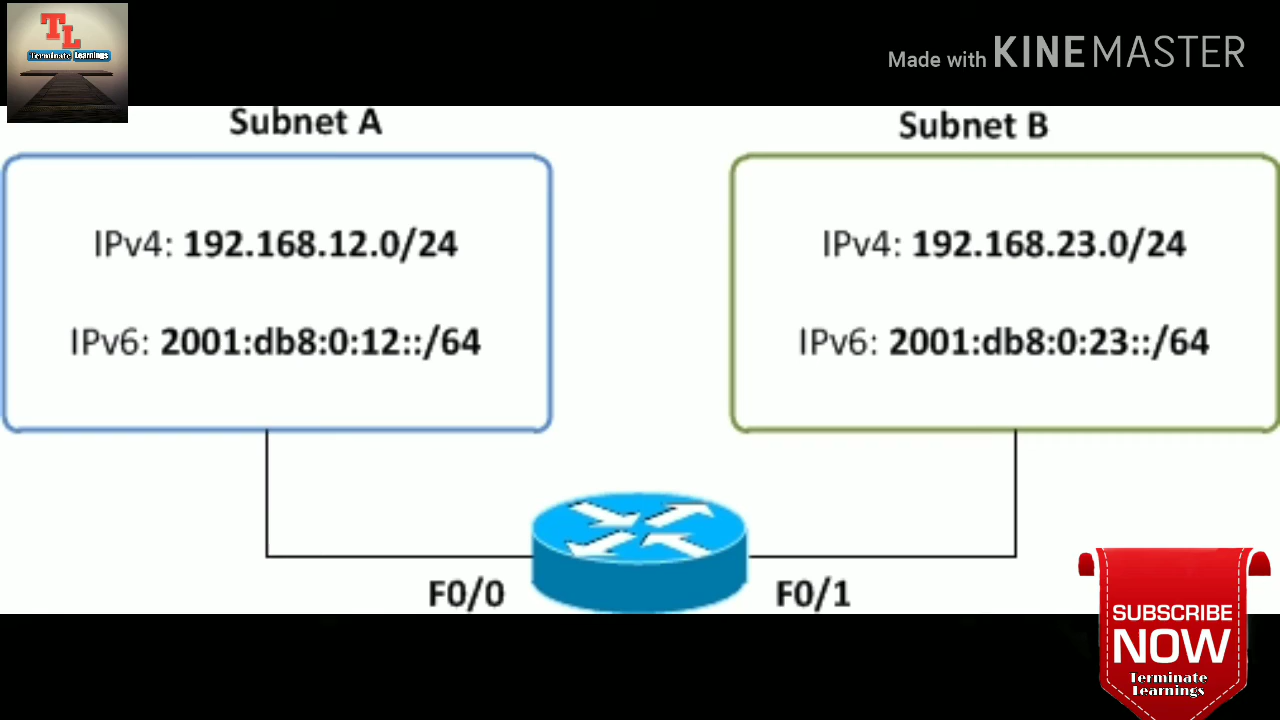 TL
Terminate Learnings
Made with KINEMASTER
Subnet A
Subnet B
IPv4: 192.168.12.0/24
IPv6: 2001:db8:0:12::/64
IPv4: 192.168.23.0/24
IPv6: 2001:db8:0:23::/64
F0/0
F0/1
SUBSCRIBE
NOW
Terminate
Learnings